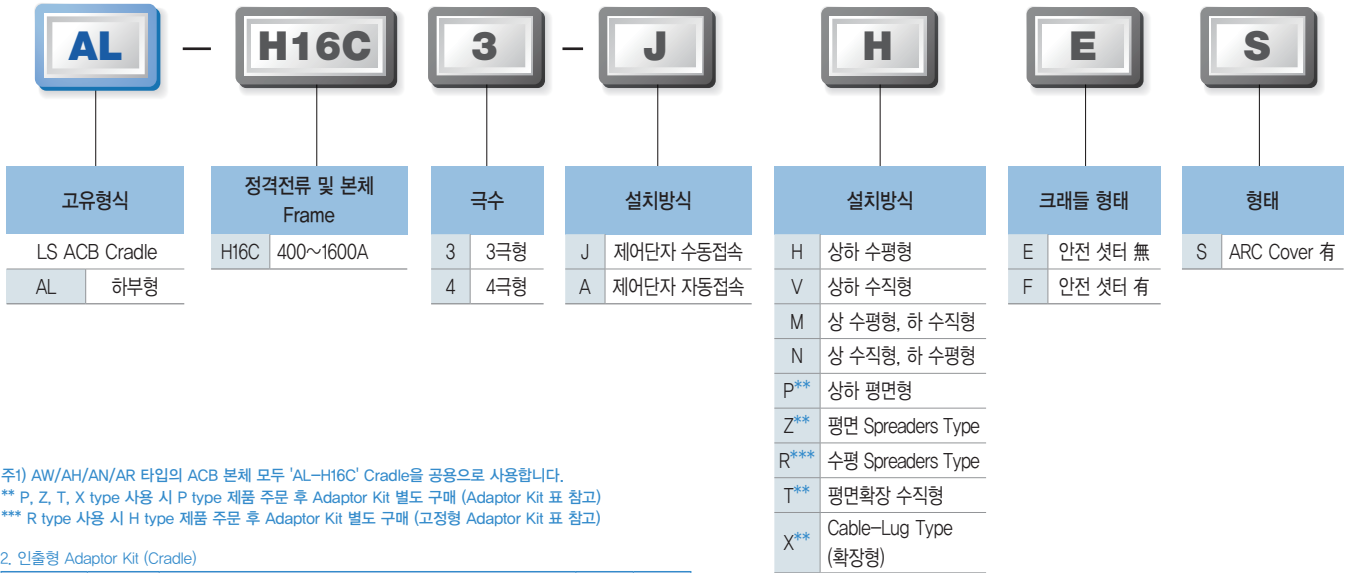 AL – H16C 3 – J H E S
고유형식
LS ACB Cradle
AL 하부형
정격전류 및 본체
Frame
H16C 400~1600A
극수
3 3극형
4 4극형
설치방식
J 제어단자 수동접속
A 제어단자 자동접속
설치방식
H 상하 수평형
V 상하 수직형
M 상 수평형, 하 수직형
N 상 수직형, 하 수평형
P** 상하 평면형
Z** 평면 Spreaders Type
R*** 수평 Spreaders Type
T** 평면확장 수직형
X** Cable-Lug Type
(확장형)
크래들 형태
E 안전 셧터 無
F 안전 셧터 有
형태
S ARC Cover 有
주1) AW/AH/AN/AR 타입의 ACB 본체 모두 'AL-H16C' Cradle을 공용으로 사용합니다.
** P, Z, T, X type 사용 시 P type 제품 주문 후 Adaptor Kit 별도 구매 (Adaptor Kit 표 참고)
*** R type 사용 시 H type 제품 주문 후 Adaptor Kit 별도 구매 (고정형 Adaptor Kit 표 참고)
2. 인출형 Adaptor Kit (Cradle)